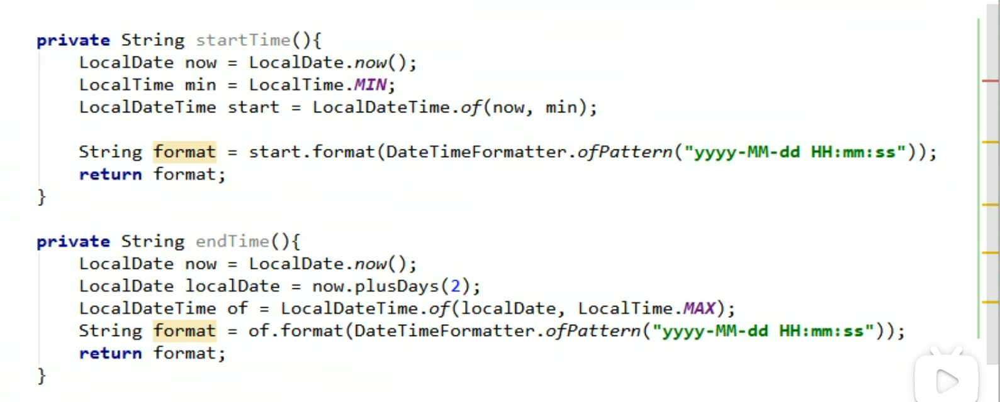 private String startTime(){
    LocalDate now = LocalDate.now();
    LocalTime min = LocalTime.MIN;
    LocalDateTime start = LocalDateTime.of(now, min);

    String format = start.format(DateTimeFormatter.ofPattern("yyyy-MM-dd HH:mm:ss"));
    return format;
}

private String endTime(){
    LocalDate now = LocalDate.now();
    LocalDate localDate = now.plusDays(2);
    LocalDateTime of = LocalDateTime.of(localDate, LocalTime.MAX);
    String format = of.format(DateTimeFormatter.ofPattern("yyyy-MM-dd HH:mm:ss"));
    return format;
}